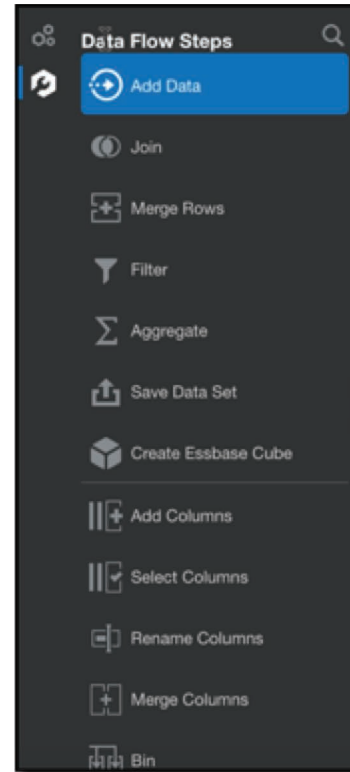 Data Flow Steps
Add Data
Join
Merge Rows
Filter
Aggregate
Save Data Set
Create Essbase Cube
Add Columns
Select Columns
Rename Columns
Merge Columns
Bin